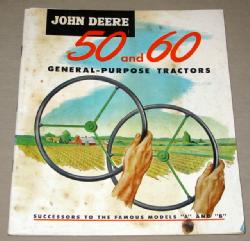 JOHN DEERE
50 and 60
GENERAL-PURPOSE TRACTORS
SUCCESSORS TO THE FAMOUS MODELS "A" AND "B"